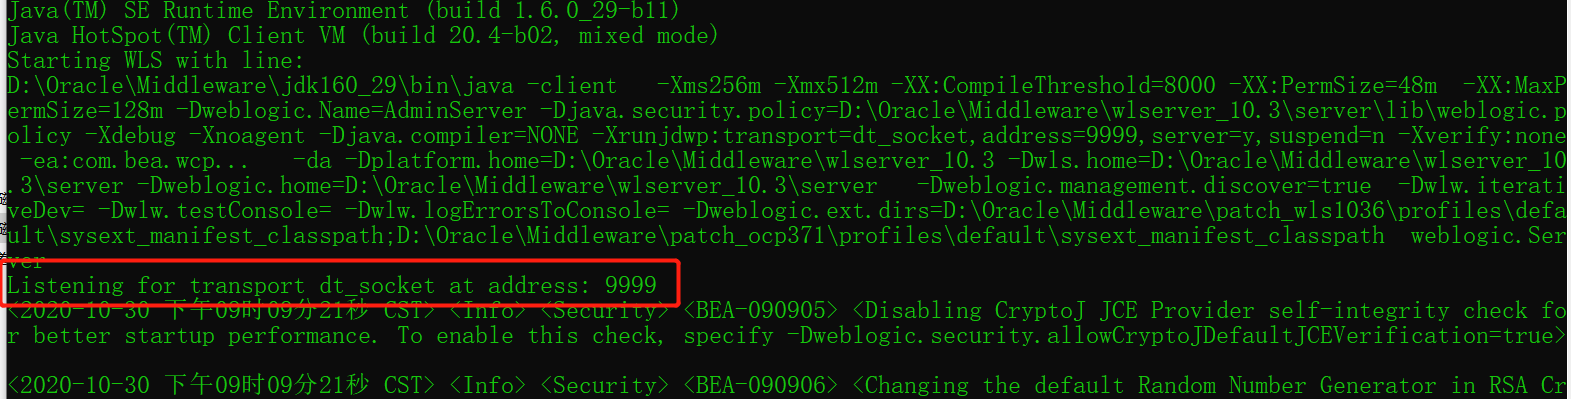 Java(TM) SE Runtime Environment (build 1.6.0_29-b11)
Java HotSpot(TM) Client VM (build 20.4-b02, mixed mode)
Starting WLS with line:
D:\Oracle\Middleware\jdk160_29\bin\java -client   -Xms256m -Xmx512m -XX:CompileThreshold=8000 -XX:PermSize=48m  -XX:MaxP
ermSize=128m -Dweblogic.Name=AdminServer -Djava.security.policy=D:\Oracle\Middleware\wlserver_10.3\server\lib\weblogic.p
olicy -Xdebug -Xnoagent -Djava.compiler=NONE -Xrunjdwp:transport=dt_socket,address=9999,server=y,suspend=n -Xverify:none
 -ea:com.bea.wcp...   -da -Dplatform.home=D:\Oracle\Middleware\wlserver_10.3 -Dwls.home=D:\Oracle\Middleware\wlserver_10
.3\server -Dweblogic.home=D:\Oracle\Middleware\wlserver_10.3\server   -Dweblogic.management.discover=true  -Dwlw.iterati
veDev= -Dwlw.testConsole= -Dwlw.logErrorsToConsole= -Dweblogic.ext.dirs=D:\Oracle\Middleware\patch_wls1036\profiles\defa
ult\sysext_manifest_classpath;D:\Oracle\Middleware\patch_ocp371\profiles\default\sysext_manifest_classpath  weblogic.Ser
ver
Listening for transport dt_socket at address: 9999
<2020-10-30 下午09时09分21秒 CST> <Info> <Security> <BEA-090905> <Disabling CryptoJ JCE Provider self-integrity check fo
r better startup performance. To enable this check, specify -Dweblogic.security.allowCryptoJDefaultJCEVerification=true>
<2020-10-30 下午09时09分21秒 CST> <Info> <Security> <BEA-090906> <Changing the default Random Number Generator in RSA Cr